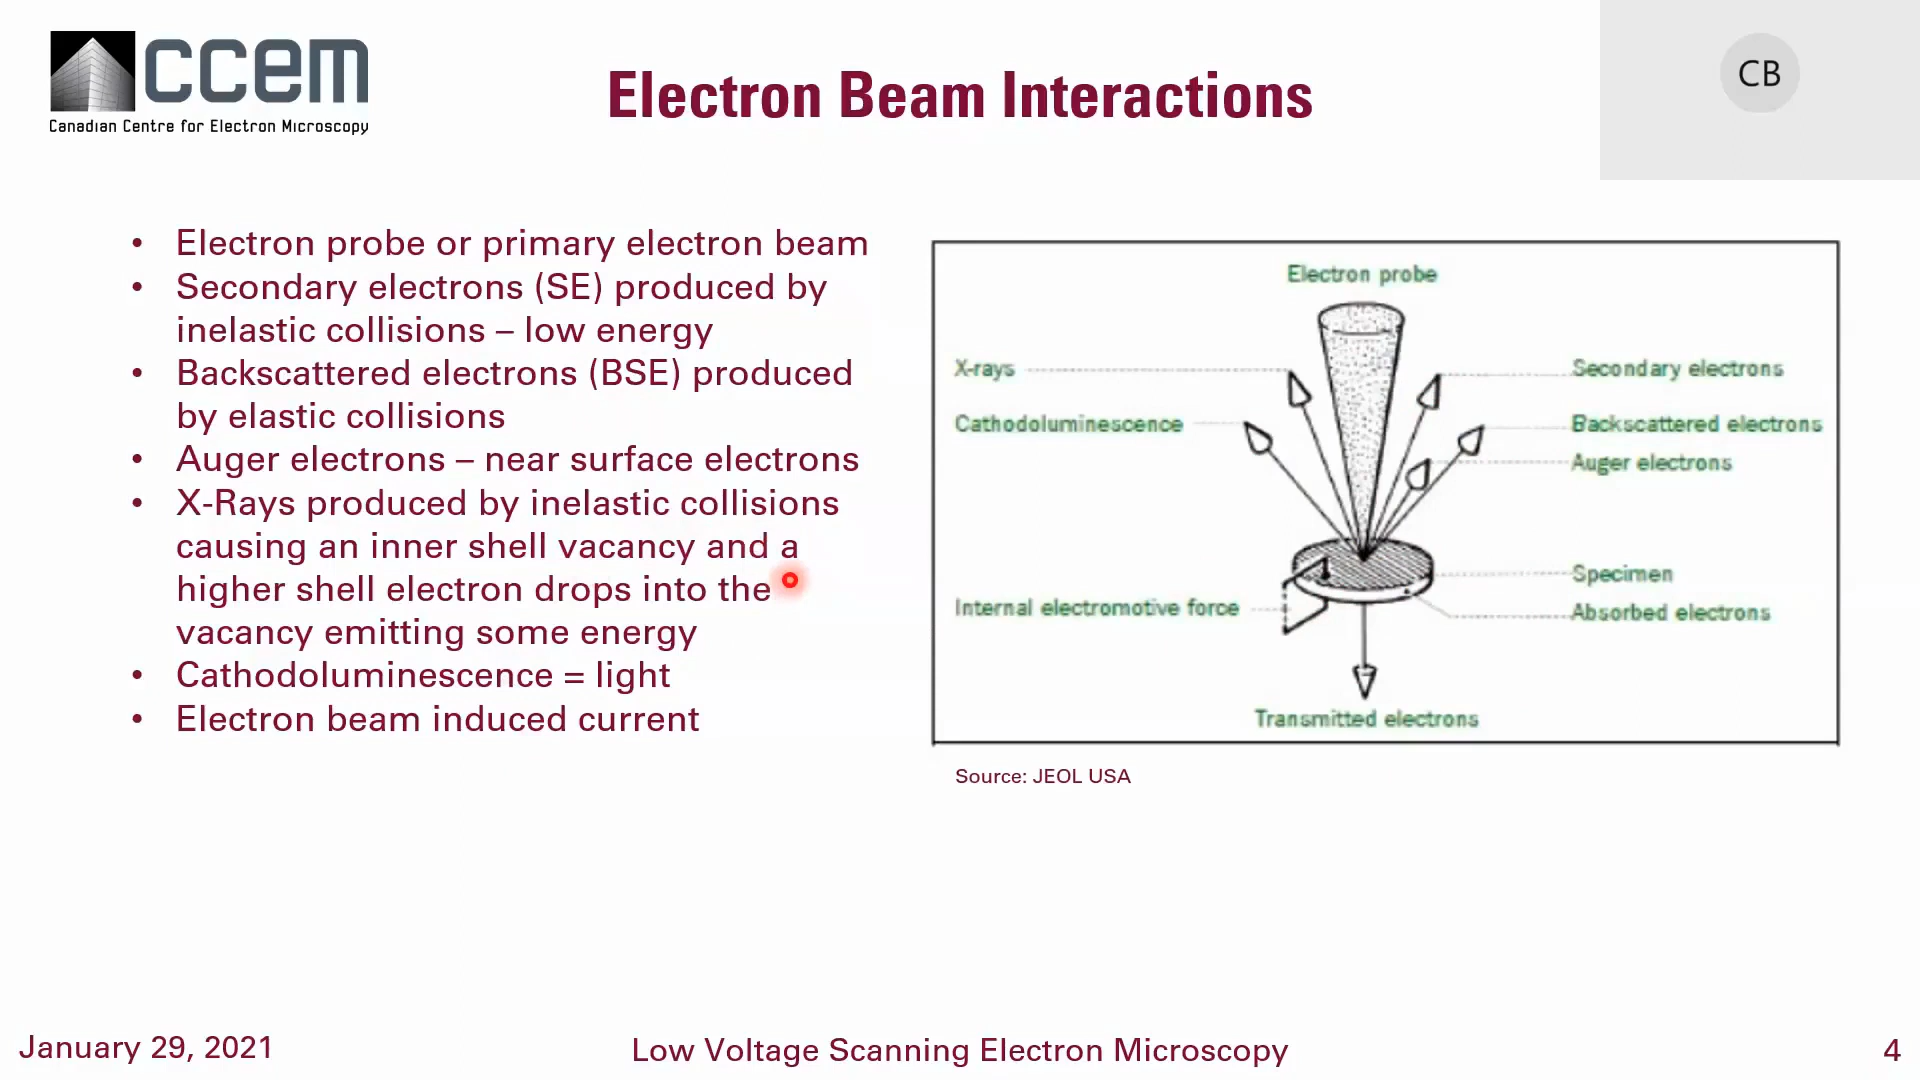 ccem
Canadian Centre for Electron Microscopy
Electron Beam Interactions
CB
• Electron probe or primary electron beam
• Secondary electrons (SE) produced by
inelastic collisions – low energy
• Backscattered electrons (BSE) produced
by elastic collisions
• Auger electrons – near surface electrons
• X-Rays produced by inelastic collisions
causing an inner shell vacancy and a
higher shell electron drops into the
vacancy emitting some energy
• Cathodoluminescence = light
• Electron beam induced current
Electron probe
X-rays
Secondary electrons
Cathodoluminescence
Backscattered electrons
Auger electrons
Specimen
Internal electromotive force
Absorbed electrons
Transmitted electrons
Source: JEOL USA
January 29, 2021
Low Voltage Scanning Electron Microscopy
4